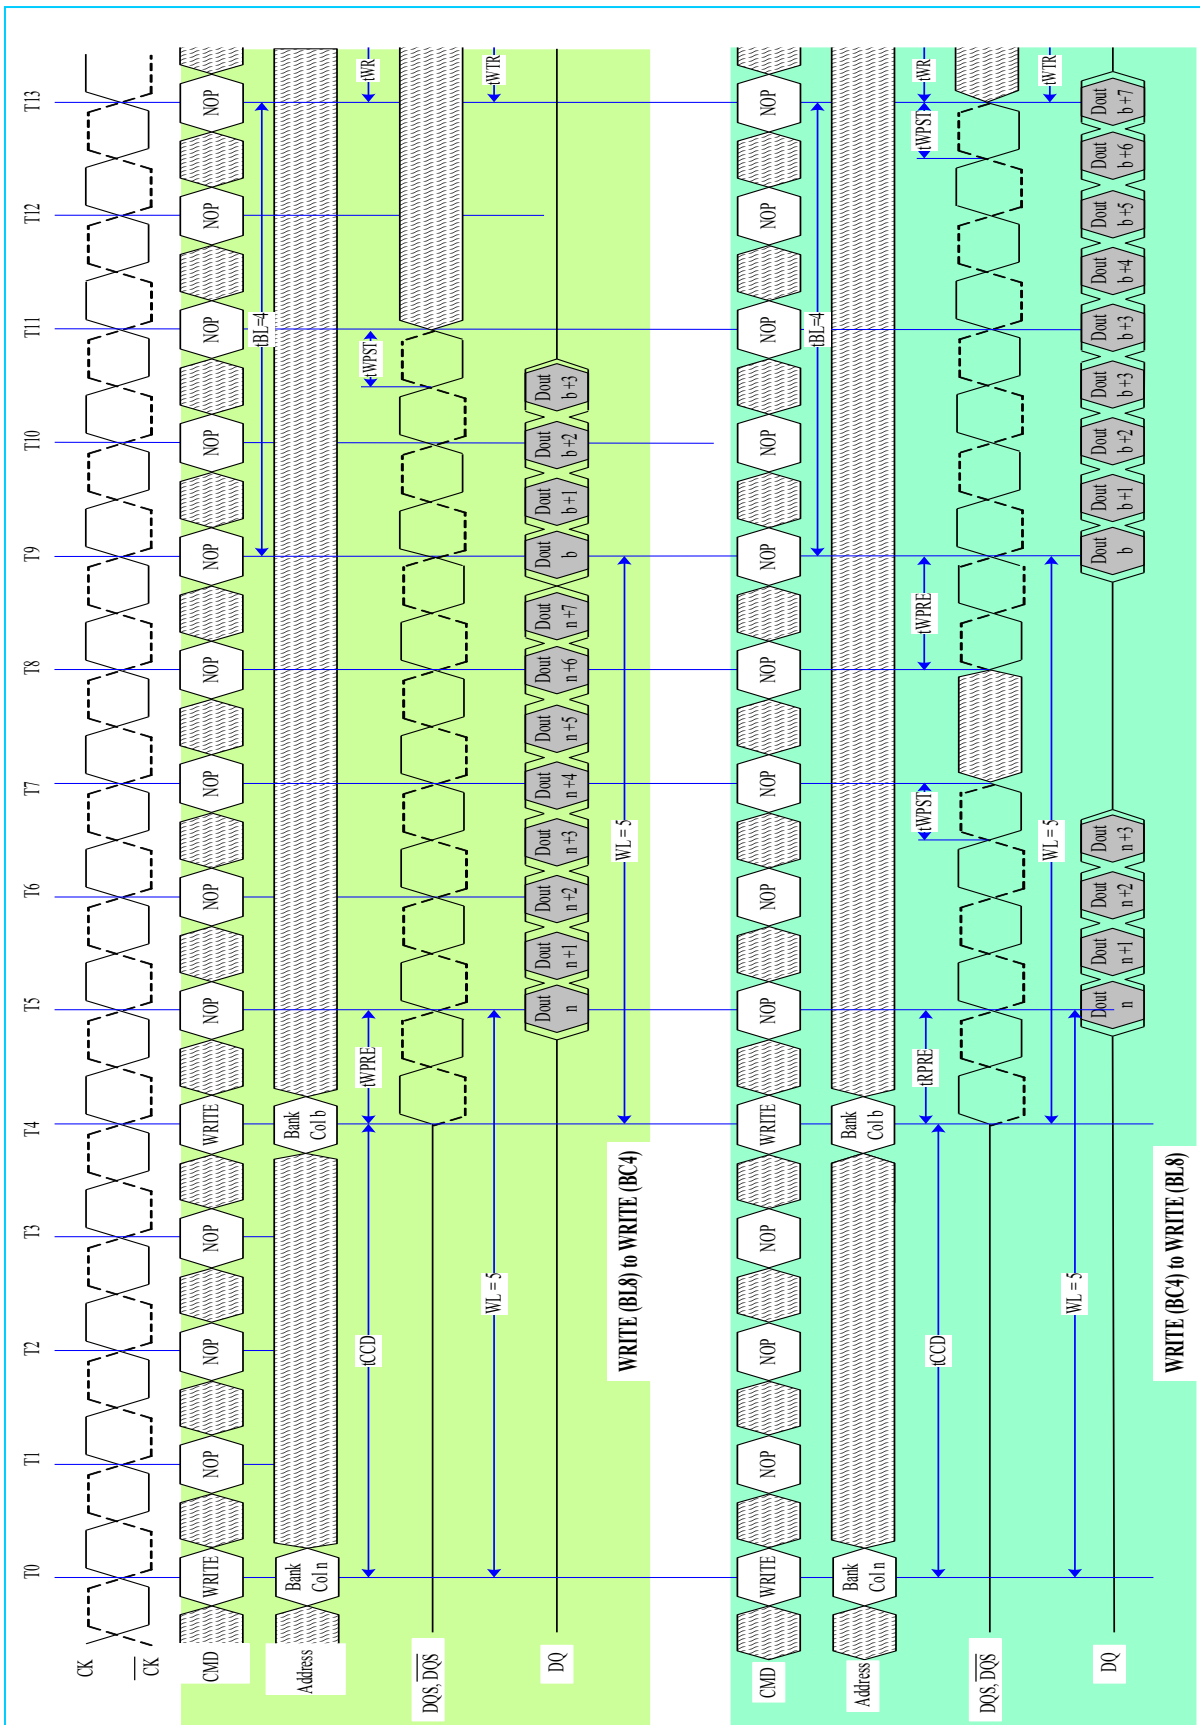 T0 T1 T2 T3 T4 T5 T6 T7 T8 T9 T10 T11 T12 T13
CK
CK
CMD WRITE NOP NOP NOP WRITE NOP NOP NOP NOP NOP NOP NOP NOP NOP
tBL=4
Address
Bank Bank
Col n Col b
tCCD tWPRE tWPST tWR
DQS, DQS
WL = 5 tWTR
DQ
Dout Dout Dout Dout Dout Dout Dout Dout Dout Dout Dout Dout
n n+1 n+2 n+3 n+4 n+5 n+6 n+7 b b+1 b+2 b+3
WL = 5
WRITE (BL8) to WRITE (BC4)
CMD WRITE NOP NOP NOP WRITE NOP NOP NOP NOP NOP NOP NOP NOP NOP
tBL=4
Address
Bank Bank
Col n Col b
tCCD tRPRE tWPST tWPRE tWPST tWR
DQS, DQS
WL = 5 tWTR
WL = 5
DQ
Dout Dout Dout Dout Dout Dout Dout Dout Dout Dout Dout Dout Dout
n n+1 n+2 n+3 b b+1 b+2 b+3 b+3 b+4 b+5 b+6 b+7
WRITE (BC4) to WRITE (BL8)